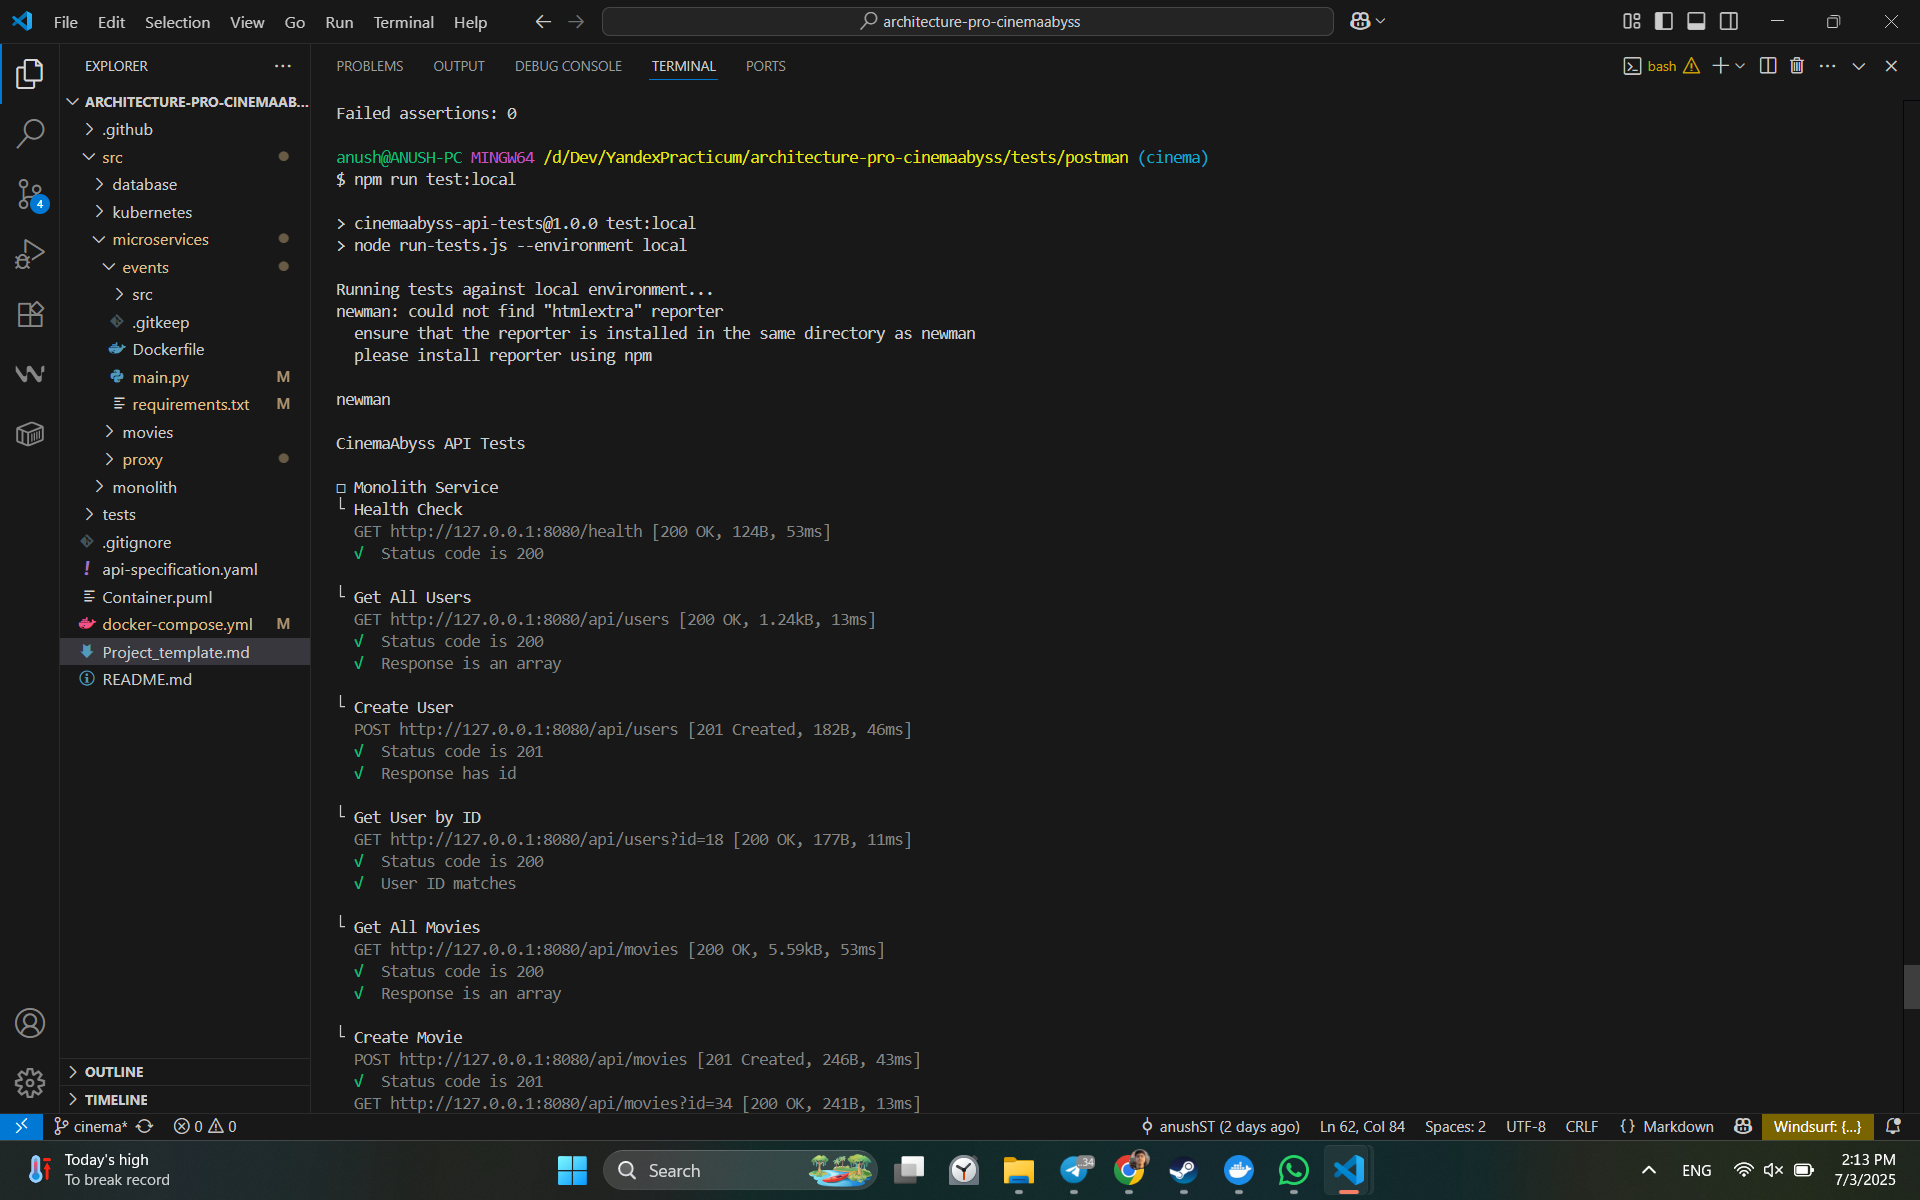 File Edit Selection View Go Run Terminal Help
architecture-pro-cinemaabyss
EXPLORER
ARCHITECTURE-PRO-CINEMAAB...
.github
src
database
kubernetes
microservices
events
src
.gitkeep
Dockerfile
main.py M
requirements.txt M
movies
proxy
monolith
tests
.gitignore
api-specification.yaml
Container.puml
docker-compose.yml M
Project_template.md
README.md
OUTLINE
TIMELINE
4
PROBLEMS OUTPUT DEBUG CONSOLE TERMINAL PORTS
bash
Failed assertions: 0
anush@ANUSH-PC MINGW64 /d/Dev/YandexPracticum/architecture-pro-cinemaabyss/tests/postman (cinema)
$ npm run test:local
> cinemaabyss-api-tests@1.0.0 test:local
> node run-tests.js --environment local
Running tests against local environment...
newman: could not find "htmlextra" reporter
ensure that the reporter is installed in the same directory as newman
please install reporter using npm
newman
CinemaAbyss API Tests
□ Monolith Service
└ Health Check
GET http://127.0.0.1:8080/health [200 OK, 124B, 53ms]
√ Status code is 200
└ Get All Users
GET http://127.0.0.1:8080/api/users [200 OK, 1.24kB, 13ms]
√ Status code is 200
√ Response is an array
└ Create User
POST http://127.0.0.1:8080/api/users [201 Created, 182B, 46ms]
√ Status code is 201
√ Response has id
└ Get User by ID
GET http://127.0.0.1:8080/api/users?id=18 [200 OK, 177B, 11ms]
√ Status code is 200
√ User ID matches
└ Get All Movies
GET http://127.0.0.1:8080/api/movies [200 OK, 5.59kB, 53ms]
√ Status code is 200
√ Response is an array
└ Create Movie
POST http://127.0.0.1:8080/api/movies [201 Created, 246B, 43ms]
√ Status code is 201
GET http://127.0.0.1:8080/api/movies?id=34 [200 OK, 241B, 13ms]
cinema* 0 0 anushST (2 days ago) Ln 62, Col 84 Spaces: 2 UTF-8 CRLF {} Markdown Windsurf: {...}
Today's high
To break record
Search
34
ENG
2:13 PM
7/3/2025